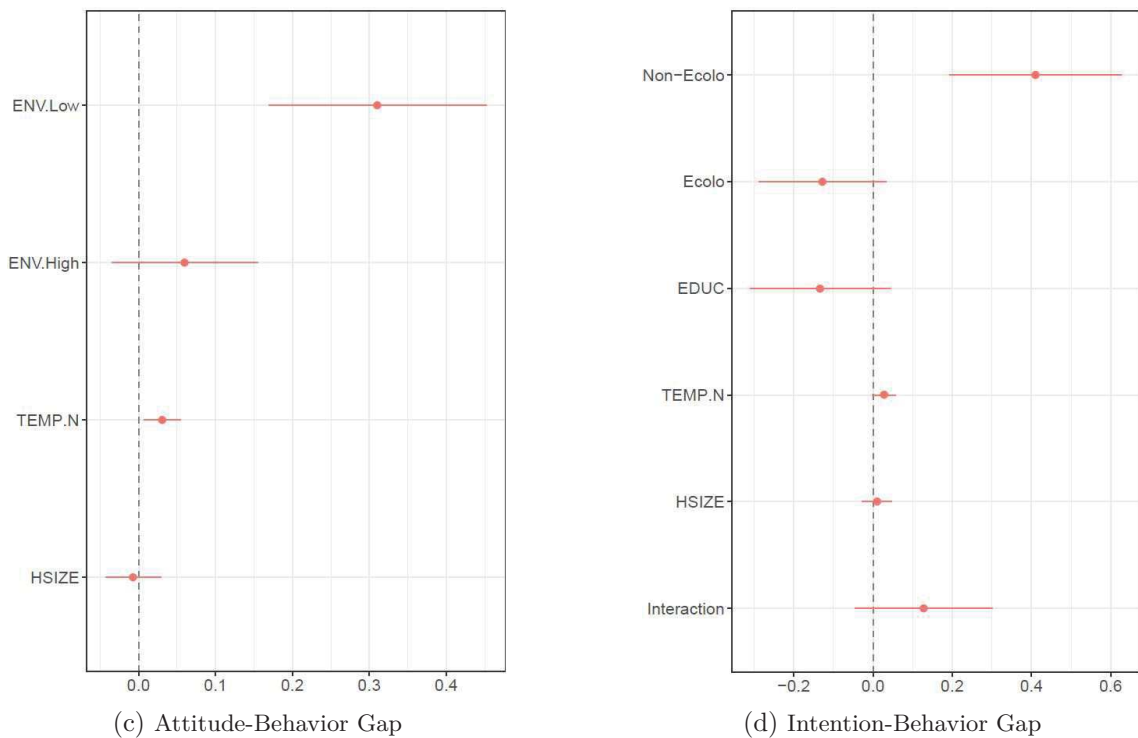 ENV.Low
ENV.High
TEMP.N
HSIZE
0.0 0.1 0.2 0.3 0.4
(c) Attitude-Behavior Gap
Non−Ecolo
Ecolo
EDUC
TEMP.N
HSIZE
Interaction
−0.2 0.0 0.2 0.4 0.6
(d) Intention-Behavior Gap